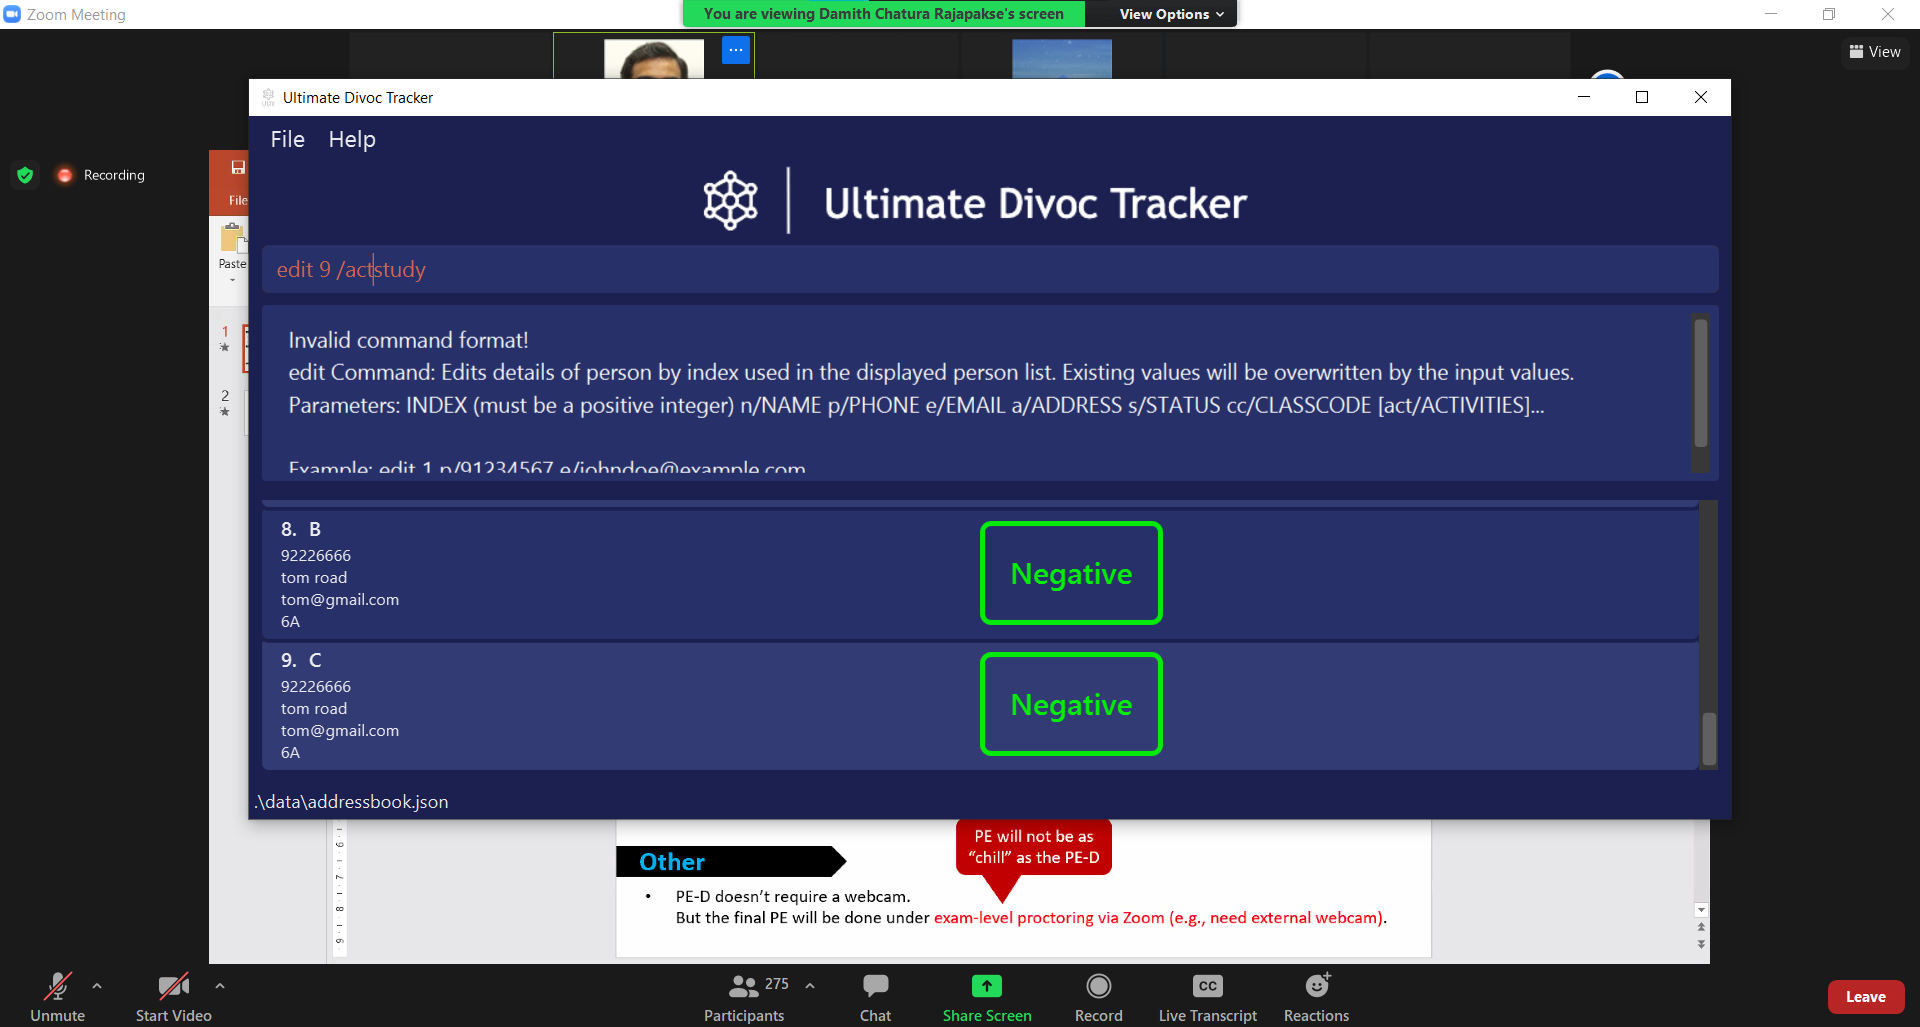 Zoom Meeting
You are viewing Damith Chatura Rajapakse's screen
View Options
View
Ultimate Divoc Tracker
File Help
Recording
File
Paste
Ultimate Divoc Tracker
edit 9 /actstudy
Invalid command format!
edit Command: Edits details of person by index used in the displayed person list. Existing values will be overwritten by the input values.
Parameters: INDEX (must be a positive integer) n/NAME p/PHONE e/EMAIL a/ADDRESS s/STATUS cc/CLASSCODE [act/ACTIVITIES]...
Example: edit 1 p/91234567 e/johndoe@example.com
1
2
8. B
92226666
tom road
tom@gmail.com
6A
Negative
9. C
92226666
tom road
tom@gmail.com
6A
Negative
.\data\addressbook.json
PE will not be as
“chill” as the PE-D
Other
• PE-D doesn’t require a webcam.
But the final PE will be done under exam-level proctoring via Zoom (e.g., need external webcam).
6
7
8
9
Unmute
Start Video
275
Participants
Chat
Share Screen
Record
CC
Live Transcript
Reactions
Leave